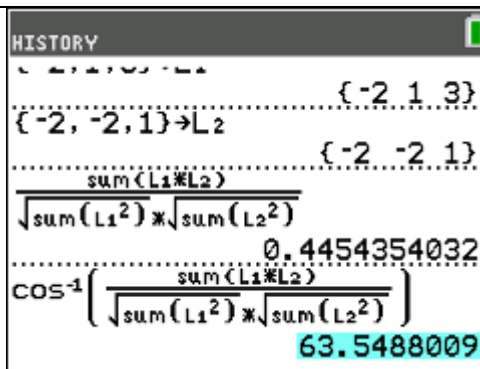 HISTORY
{-2 1 3}
{-2, -2,1}→L₂
{-2 -2 1}
sum(L₁*L₂)
√sum(L₁²)*√sum(L₂²)
0.4454354032
cos⁻¹( sum(L₁*L₂)
√sum(L₁²)*√sum(L₂²) )
63.5488009